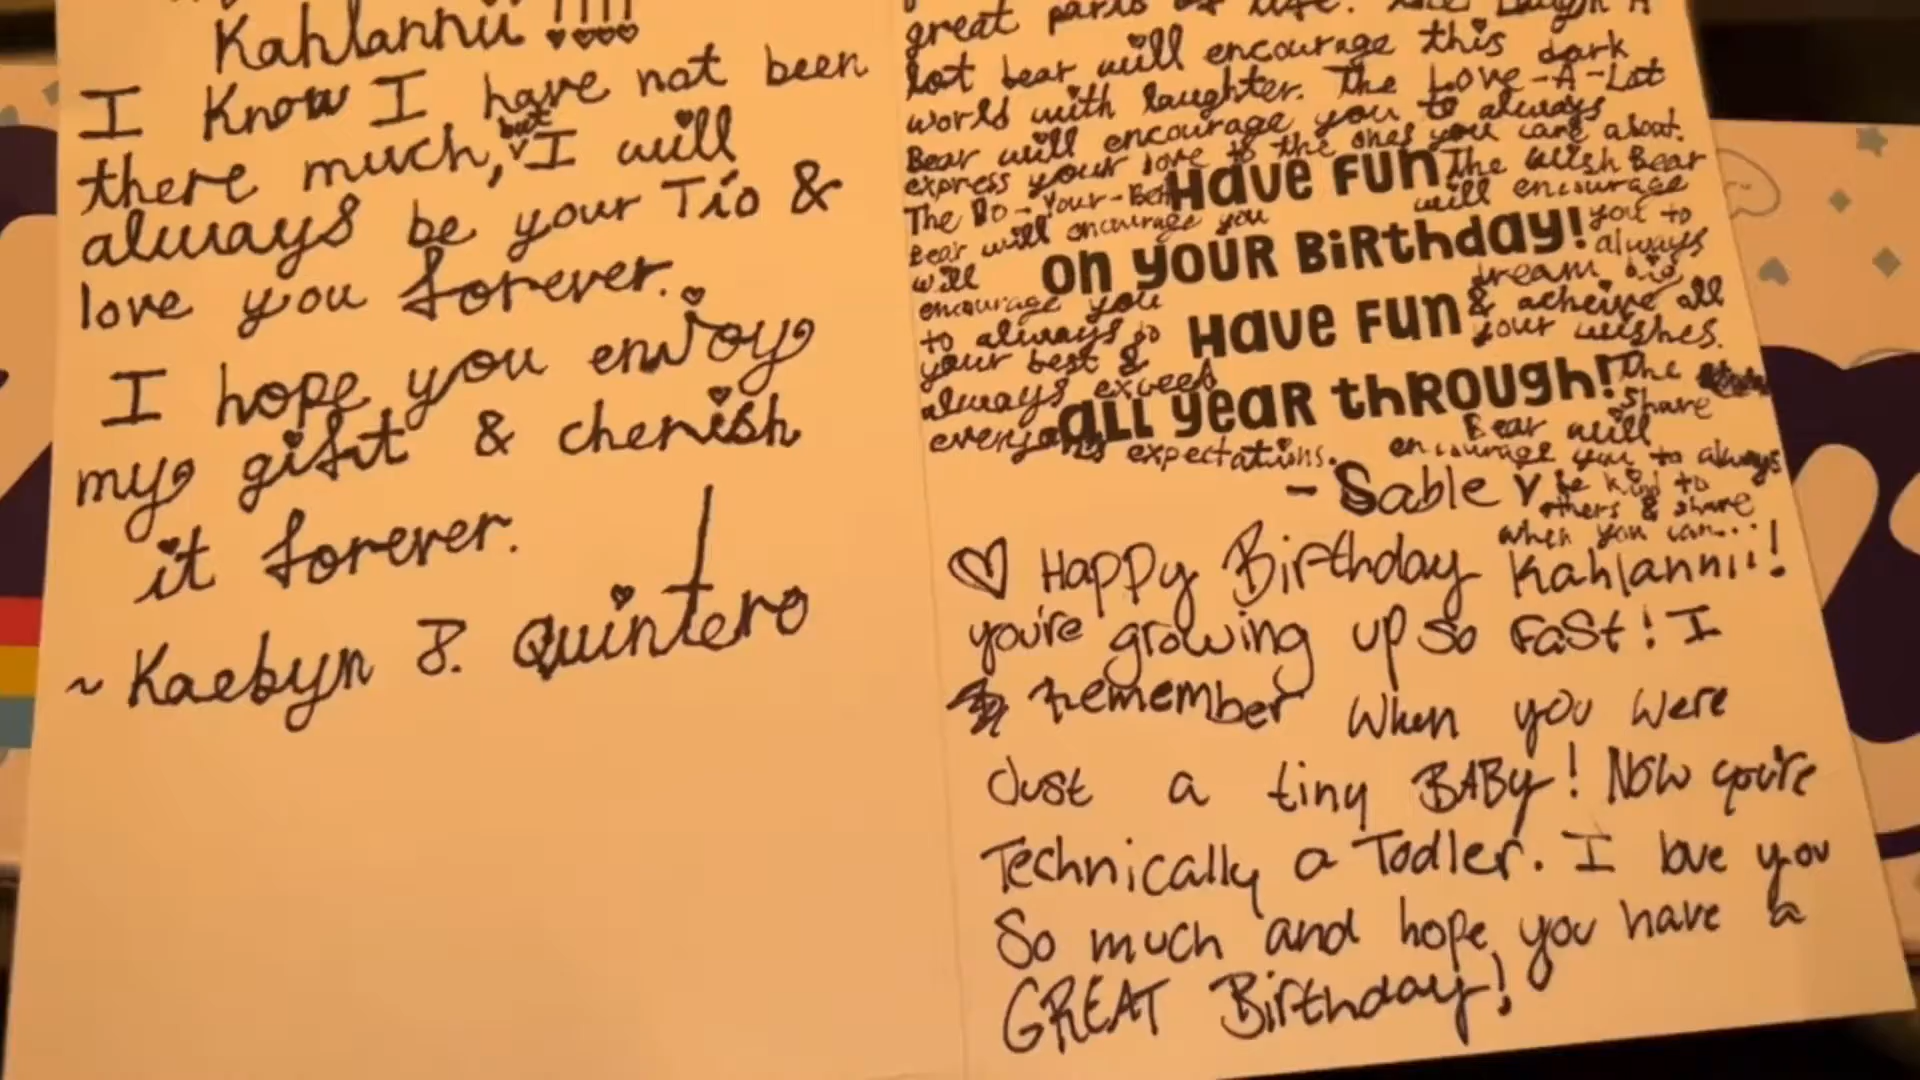 Kahlannii !!!!
I Know I have not been
there much, but I will
always be your Tío &
love you forever.
I hope you enjoy
my gift & cherish
it forever.
~ Kaebyn J. Quintero
great parts of life. The Laugh A
lot bear will encourage this dark
world with laughter. The Love-A-Lot
Bear will encourage you to always
express your love to the ones you care about.
The Do-Your-Best
Bear will encourage you
will
encourage you
to always do
your best &
always exceed
everyone's expectations.
Have Fun
on your Birthday!
Have Fun
all year through!
The Wish Bear
will encourage
you to
always
dream big
& acheive all
your wishes.
The
Share
Bear will
encourage you to always
be kind to
others & share
when you can...
- Sable
♡ Happy Birthday Kahlannii!
you're growing up so Fast! I
remember when you were
Just a tiny BABY! Now you're
Technically a Todler. I love you
So much and hope you have a
GREAT Birthday!